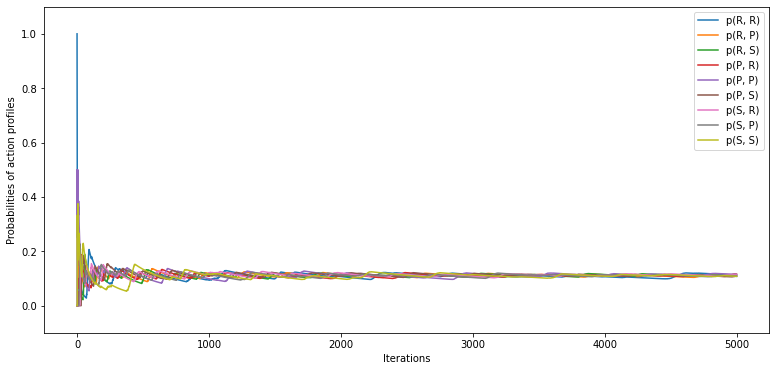 1.0
0.8
0.6
0.4
0.2
0.0
Probabilities of action profiles
0
1000
2000
3000
4000
5000
Iterations
p(R, R)
p(R, P)
p(R, S)
p(P, R)
p(P, P)
p(P, S)
p(S, R)
p(S, P)
p(S, S)